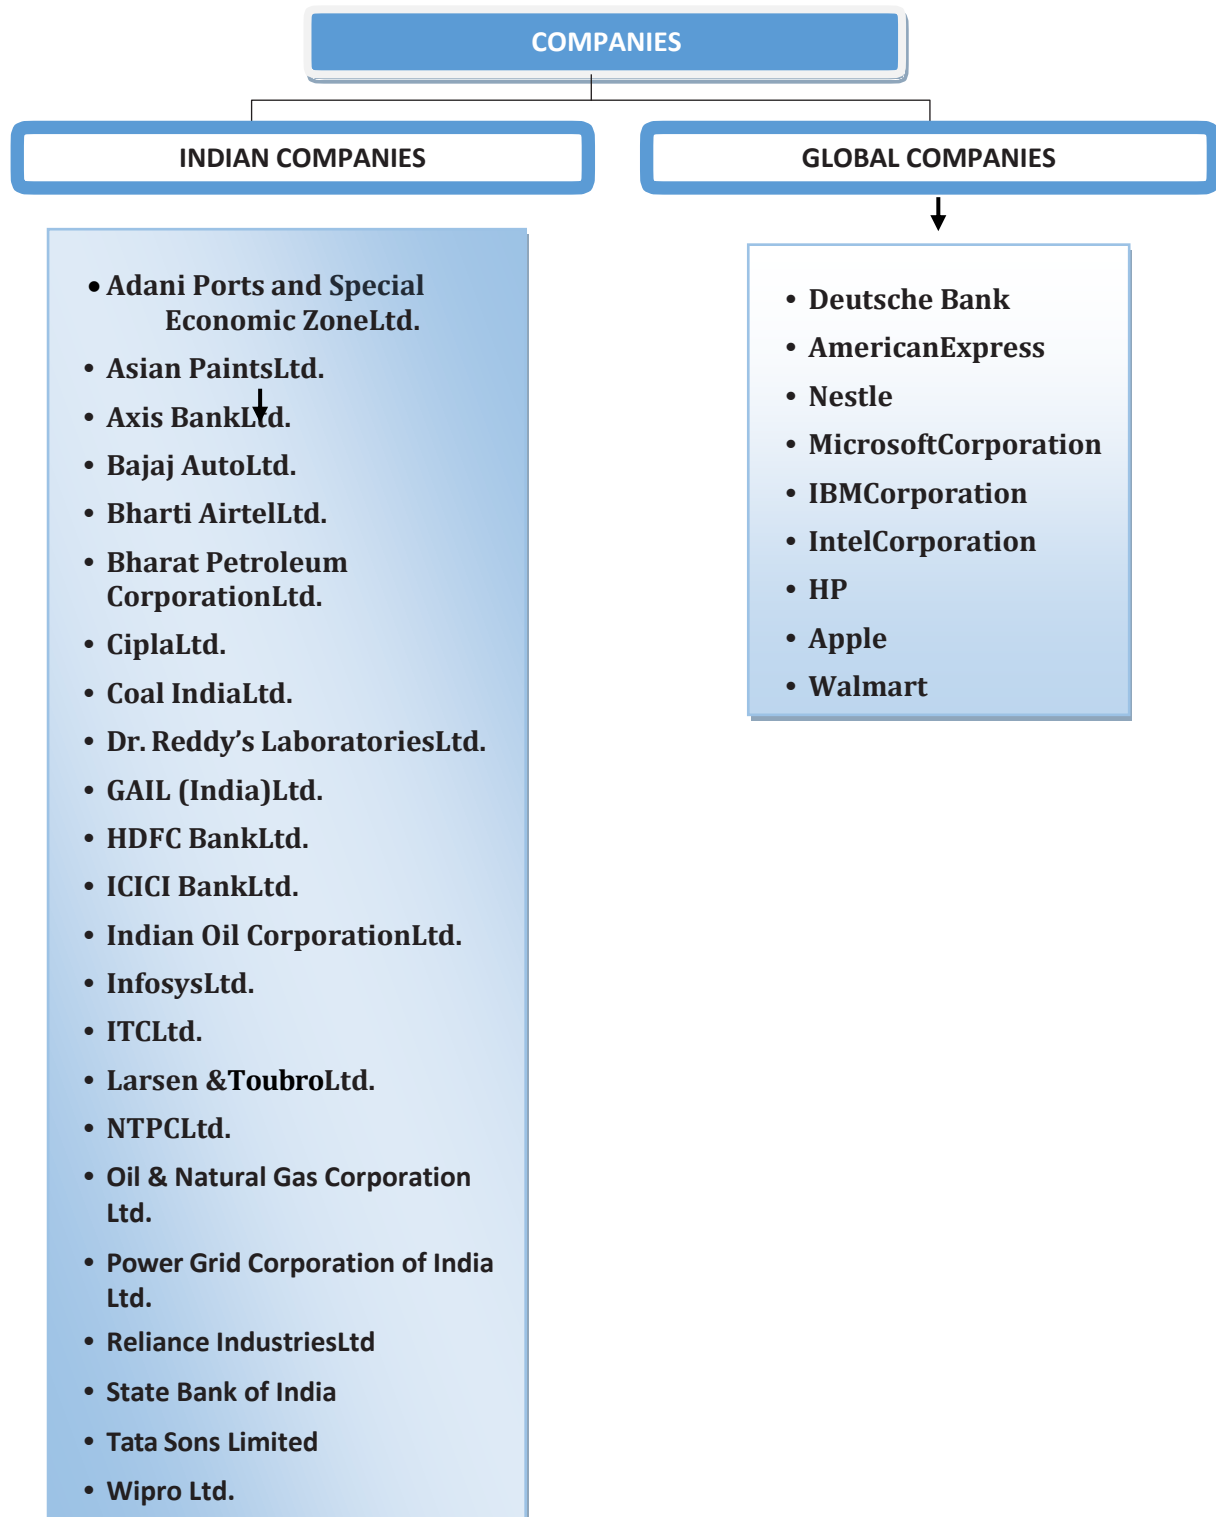 COMPANIES
INDIAN COMPANIES
• Adani Ports and Special
Economic ZoneLtd.
• Asian PaintsLtd.
• Axis BankLtd.
• Bajaj AutoLtd.
• Bharti AirtelLtd.
• Bharat Petroleum
CorporationLtd.
• CiplaLtd.
• Coal IndiaLtd.
• Dr. Reddy’s LaboratoriesLtd.
• GAIL (India)Ltd.
• HDFC BankLtd.
• ICICI BankLtd.
• Indian Oil CorporationLtd.
• InfosysLtd.
• ITCLtd.
• Larsen &ToubroLtd.
• NTPCLtd.
• Oil & Natural Gas Corporation
Ltd.
• Power Grid Corporation of India
Ltd.
• Reliance IndustriesLtd
• State Bank of India
• Tata Sons Limited
• Wipro Ltd.
GLOBAL COMPANIES
• Deutsche Bank
• AmericanExpress
• Nestle
• MicrosoftCorporation
• IBMCorporation
• IntelCorporation
• HP
• Apple
• Walmart